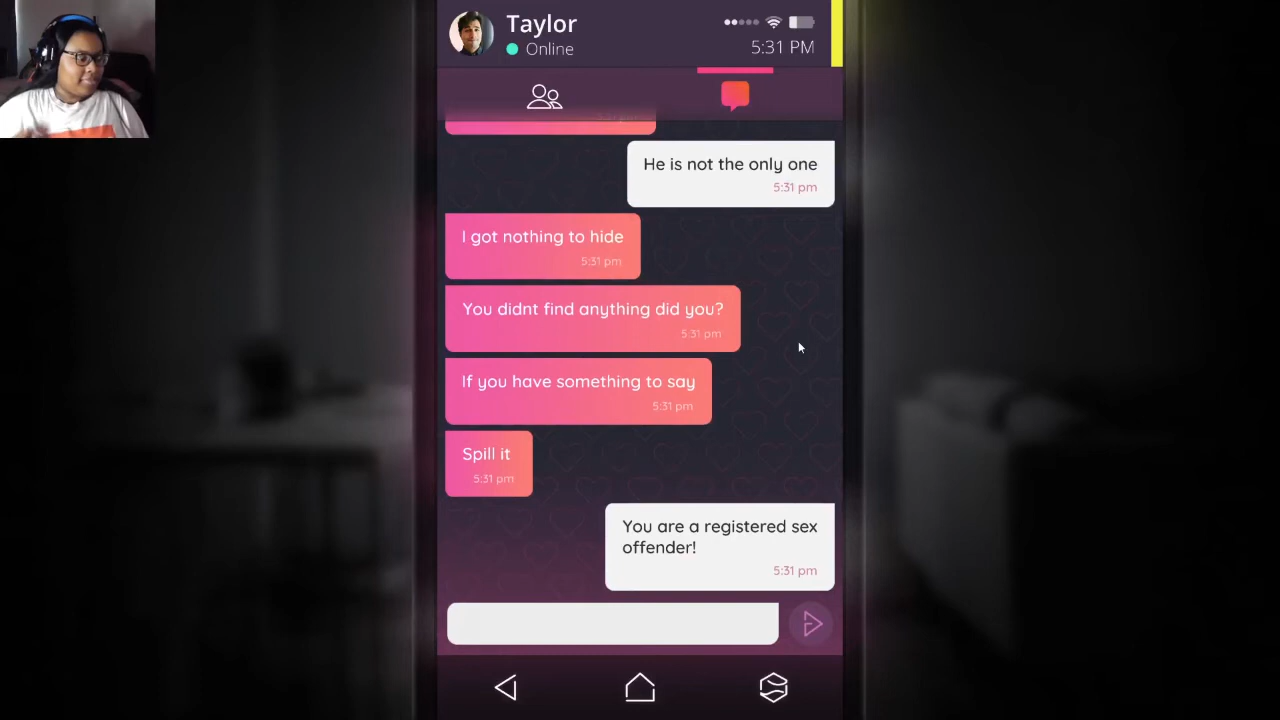 Taylor
Online
5:31 PM
He is not the only one
5:31 pm
I got nothing to hide
5:31 pm
You didnt find anything did you?
5:31 pm
If you have something to say
5:31 pm
Spill it
5:31 pm
You are a registered sex
offender!
5:31 pm